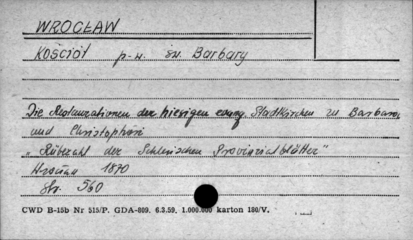 WROCŁAW
Kościół p-w. św. Barbary
Die Restaurationen der hiesigen evang. Stadtkirchen zu Barbara
und Christophori
„Rübezahl der Schlesischen Provinzialblätter"
Wrocław 1870
Str. 560
CWD B-15b Nr 515/P. GDA-809. 6.3.59. 1.000.000 karton 180/V.